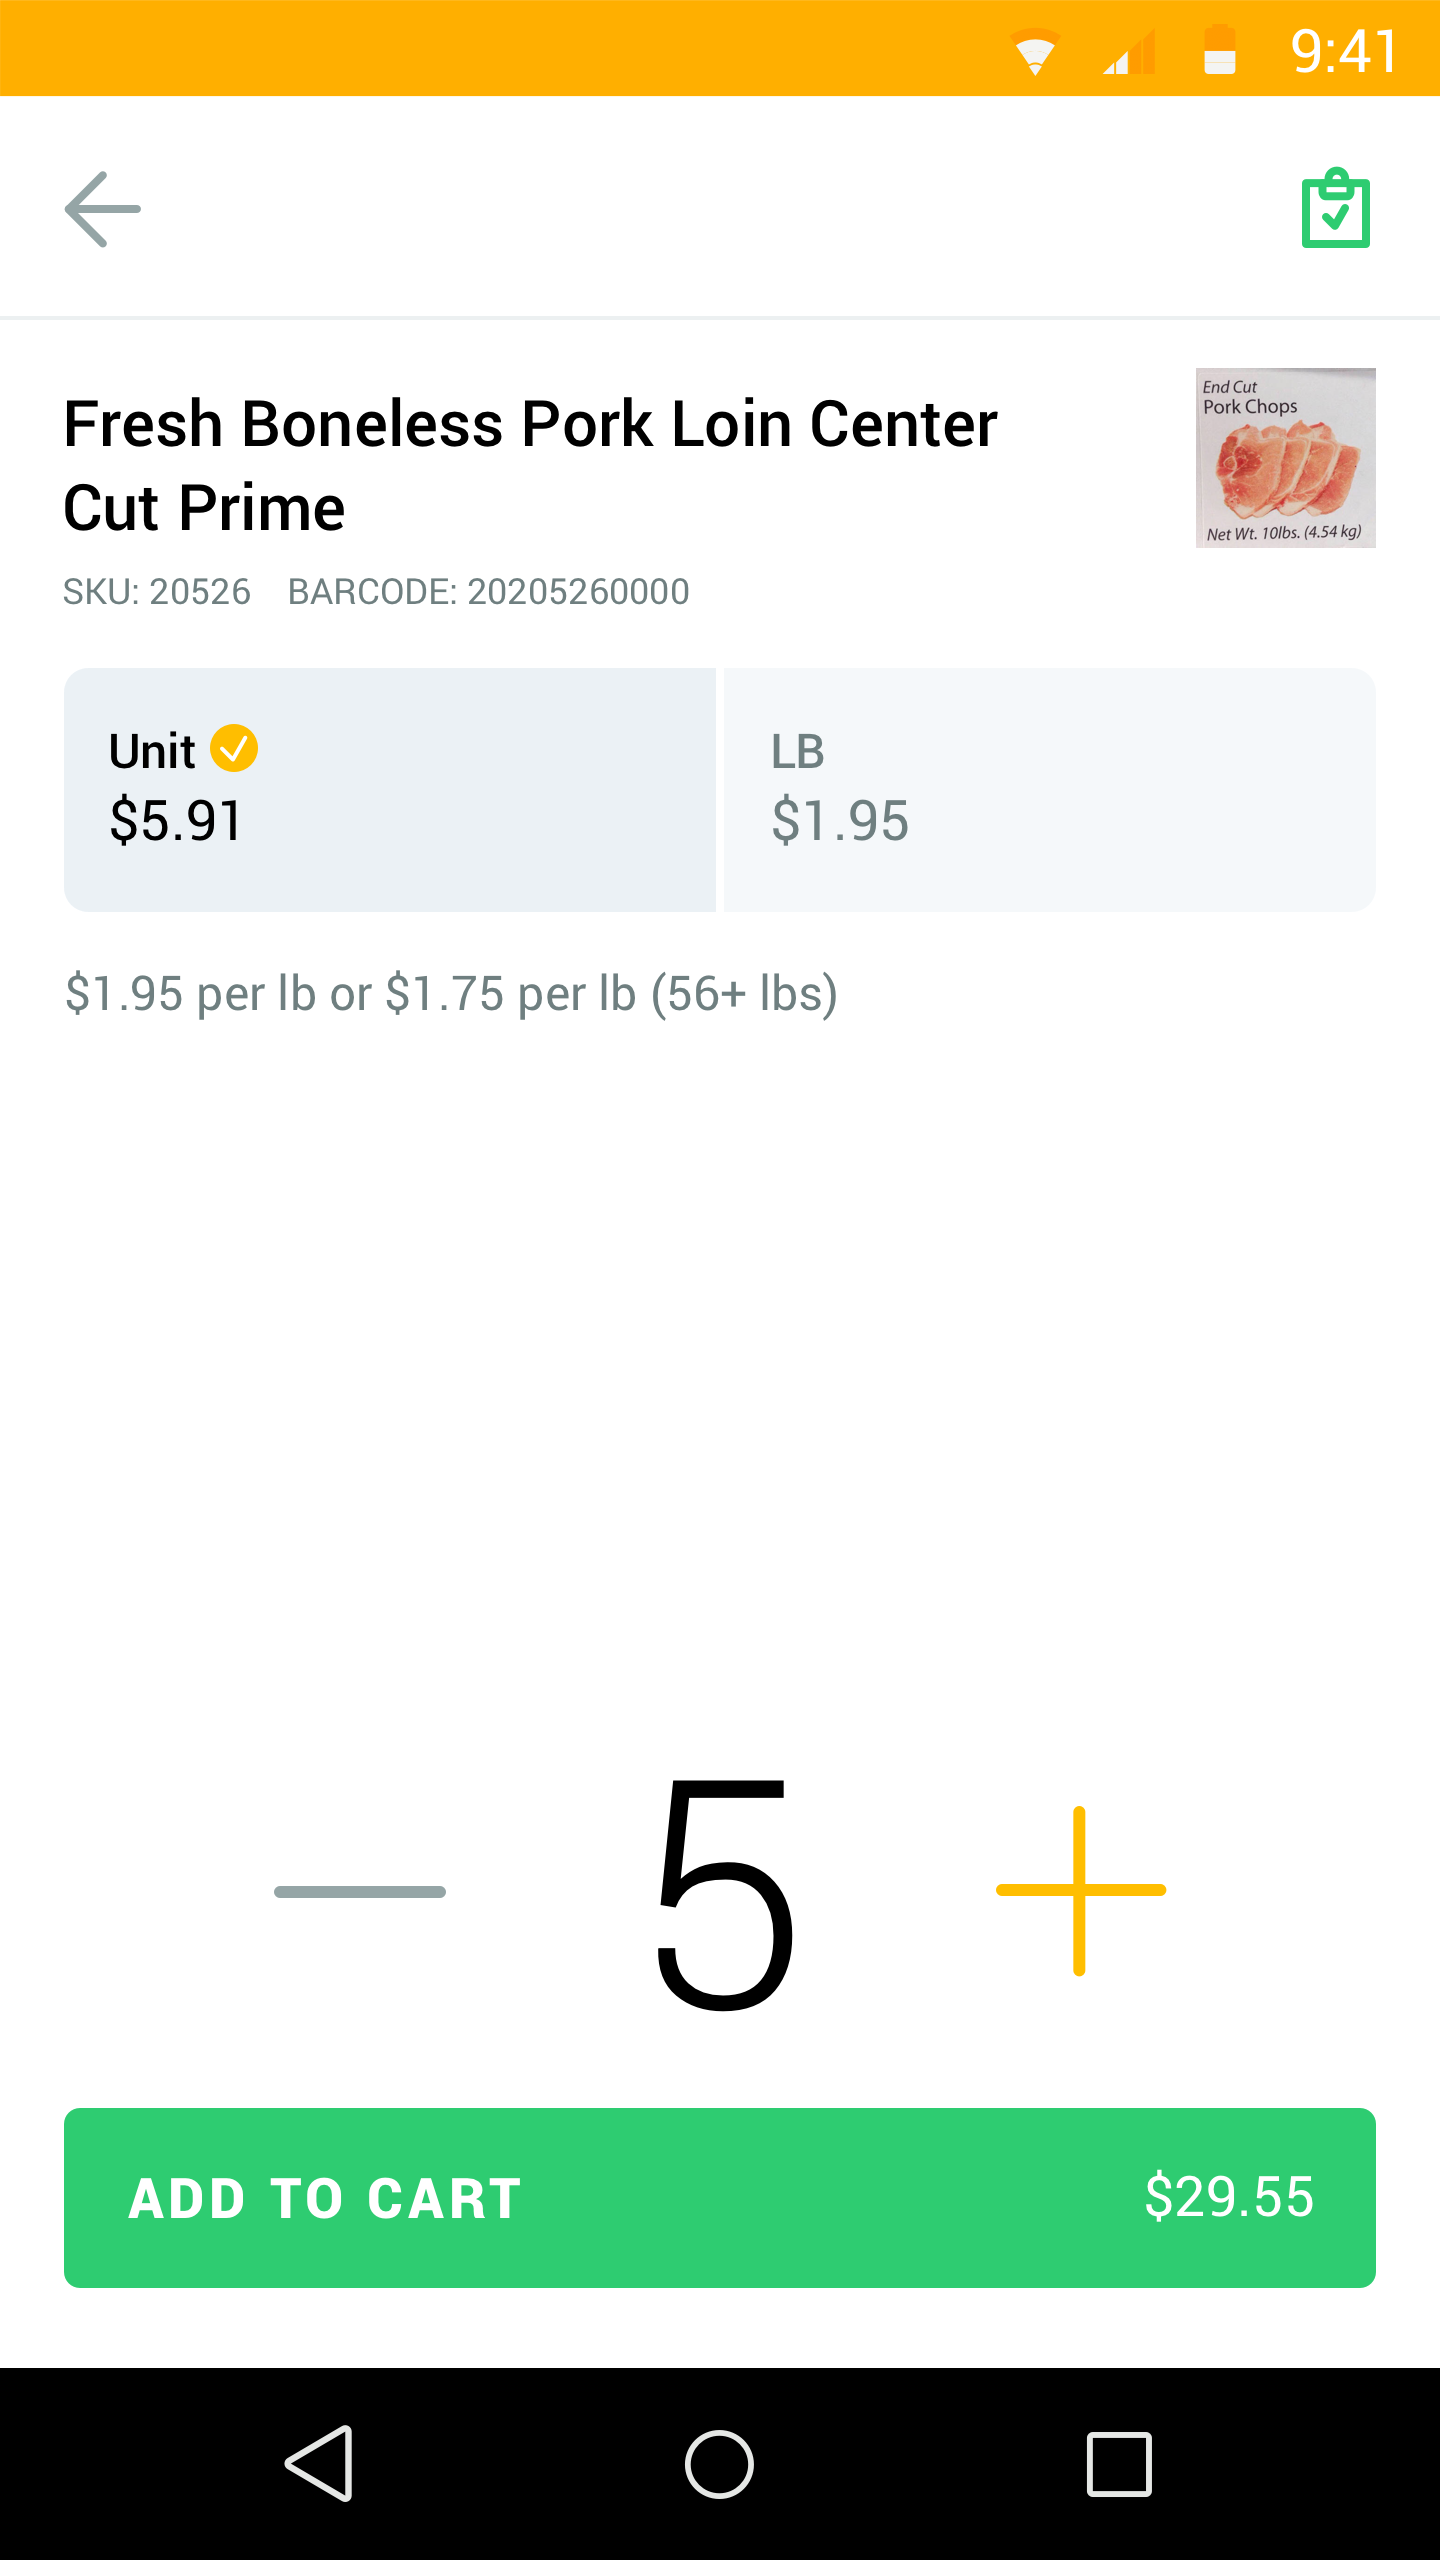 9:41
Fresh Boneless Pork Loin Center
Cut Prime
End Cut
Pork Chops
Net Wt. 10lbs. (4.54 kg)
SKU: 20526 BARCODE: 20205260000
Unit
$5.91
LB
$1.95
$1.95 per lb or $1.75 per lb (56+ lbs)
5
ADD TO CART $29.55